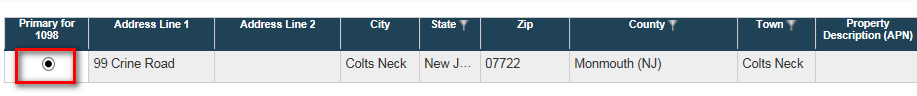 Primary for 1098 Address Line 1 Address Line 2 City State Zip County Town Property Description (APN)
99 Crine Road Colts Neck New J... 07722 Monmouth (NJ) Colts Neck